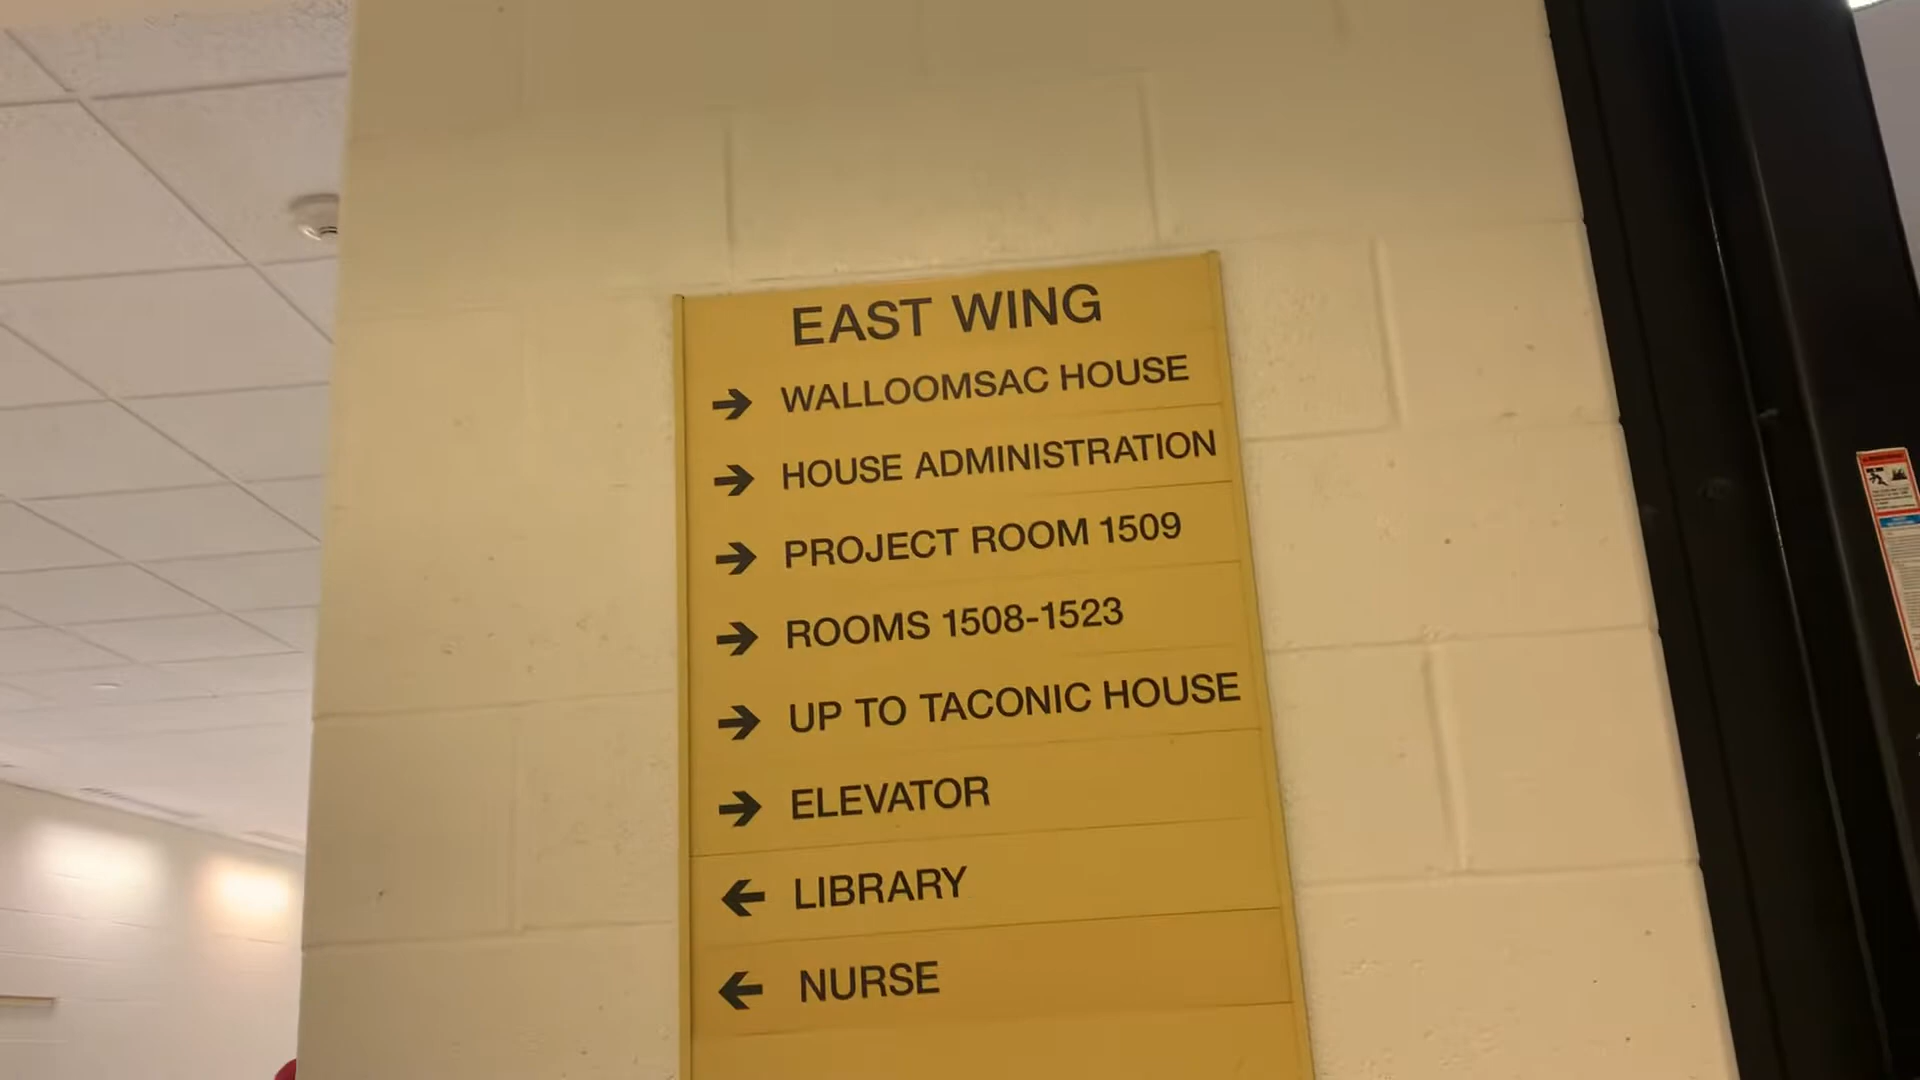 EAST WING
→ WALLOOMSAC HOUSE
→ HOUSE ADMINISTRATION
→ PROJECT ROOM 1509
→ ROOMS 1508-1523
→ UP TO TACONIC HOUSE
→ ELEVATOR
← LIBRARY
← NURSE